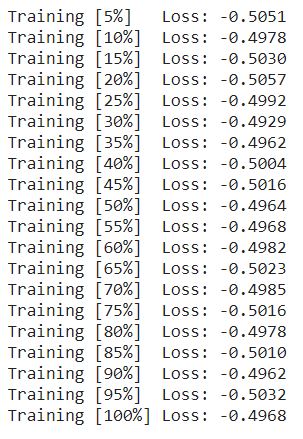 Training [5%]   Loss: -0.5051
Training [10%]  Loss: -0.4978
Training [15%]  Loss: -0.5030
Training [20%]  Loss: -0.5057
Training [25%]  Loss: -0.4992
Training [30%]  Loss: -0.4929
Training [35%]  Loss: -0.4962
Training [40%]  Loss: -0.5004
Training [45%]  Loss: -0.5016
Training [50%]  Loss: -0.4964
Training [55%]  Loss: -0.4968
Training [60%]  Loss: -0.4982
Training [65%]  Loss: -0.5023
Training [70%]  Loss: -0.4985
Training [75%]  Loss: -0.5016
Training [80%]  Loss: -0.4978
Training [85%]  Loss: -0.5010
Training [90%]  Loss: -0.4962
Training [95%]  Loss: -0.5032
Training [100%] Loss: -0.4968